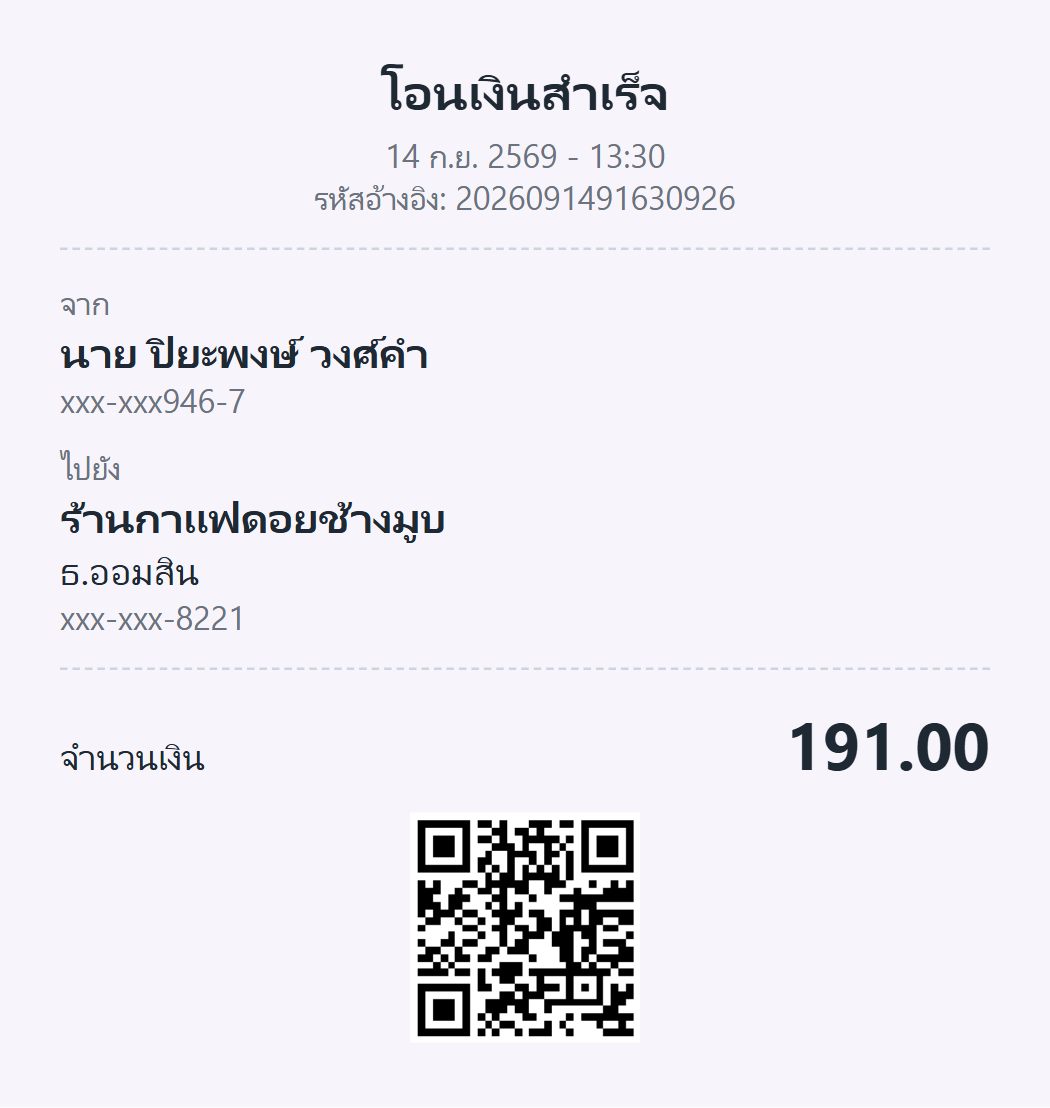 โอนเงินสำเร็จ
14 ก.ย. 2569 - 13:30
รหัสอ้างอิง: 2026091491630926
จาก
นาย ปิยะพงษ์ วงศ์คำ
xxx-xxx946-7
ไปยัง
ร้านกาแฟดอยช้างมูบ
ธ.ออมสิน
xxx-xxx-8221
จำนวนเงิน
191.00